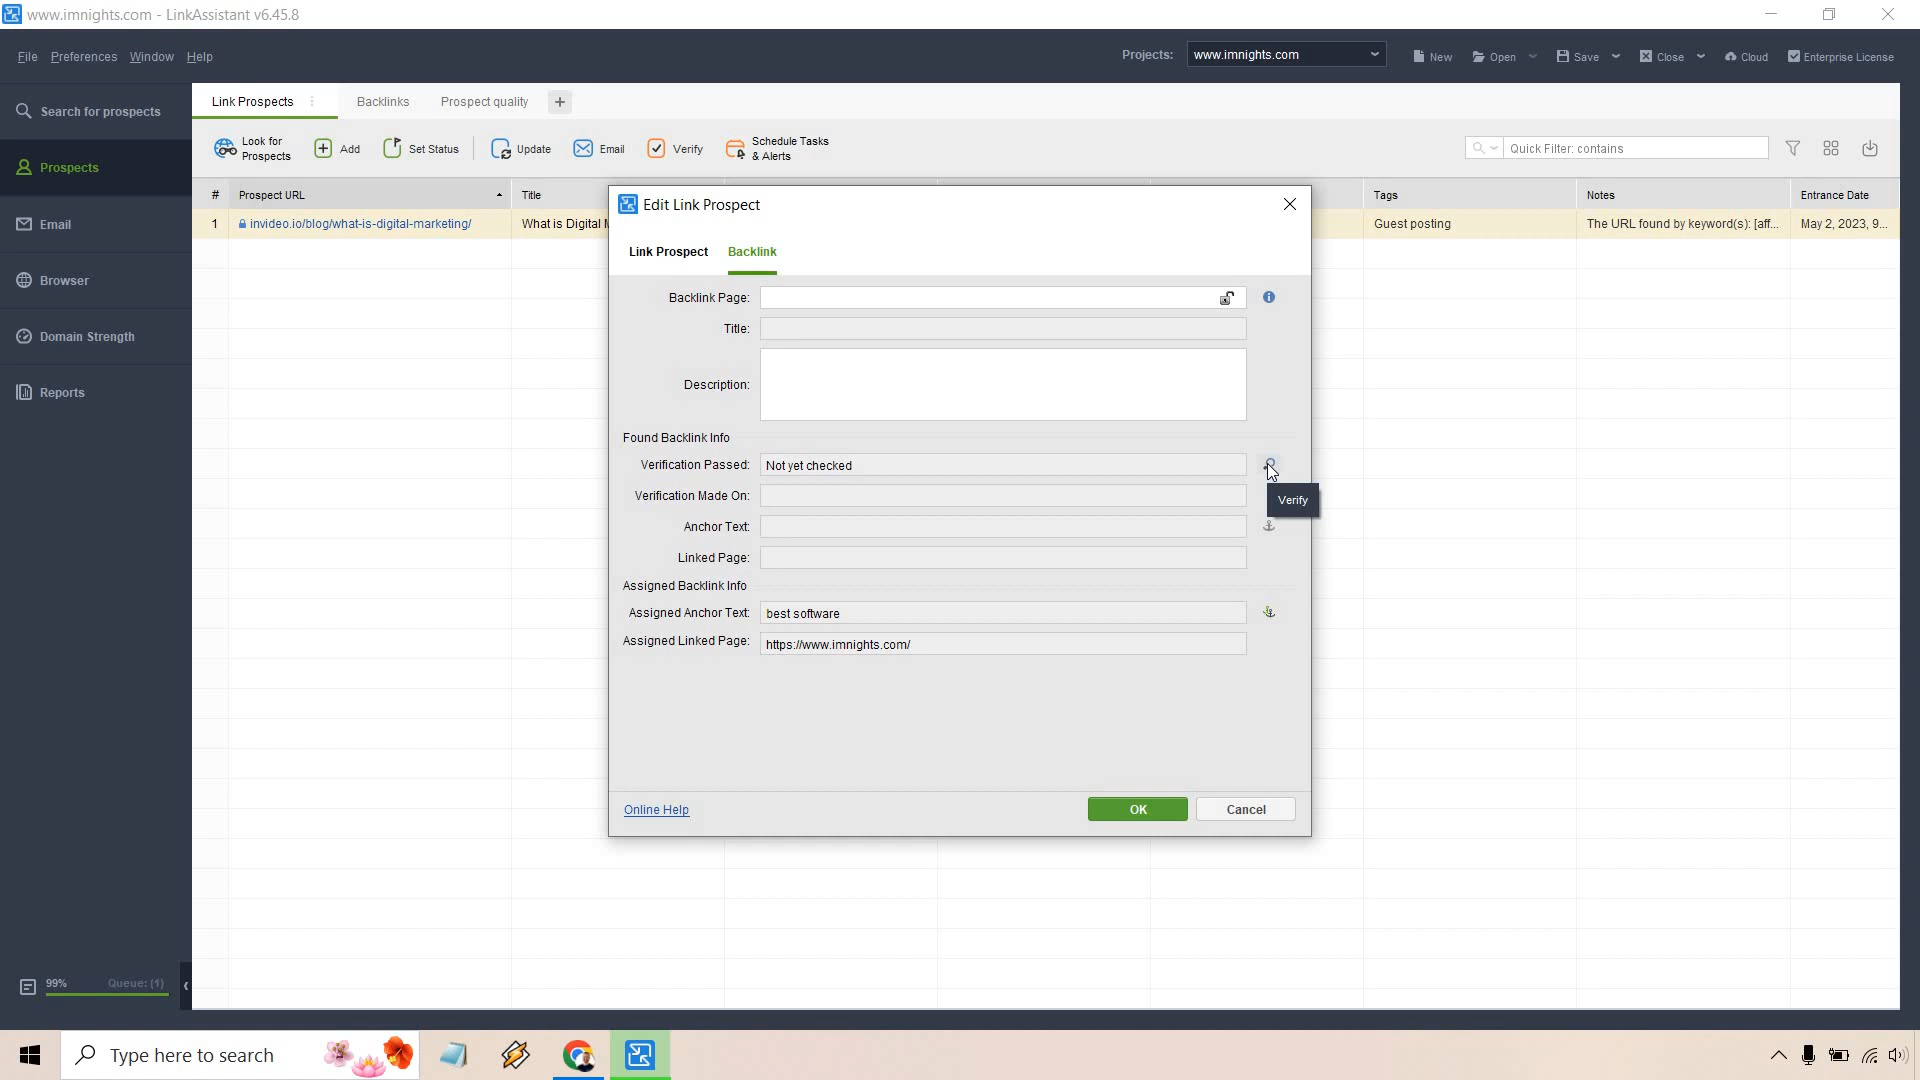 www.imnights.com - LinkAssistant v6.45.8
File Preferences Window Help
Projects: www.imnights.com New Open Save Close Cloud Enterprise License
Search for prospects
Prospects
Email
Browser
Domain Strength
Reports
99% Queue: (1)
Link Prospects Backlinks Prospect quality +
Look for
Prospects
Add Set Status Update Email Verify
Schedule Tasks
& Alerts
Quick Filter: contains
# Prospect URL Title Tags Notes Entrance Date
1 invideo.io/blog/what-is-digital-marketing/ What is Digital M Guest posting The URL found by keyword(s): [aff... May 2, 2023, 9...
Edit Link Prospect
Link Prospect Backlink
Backlink Page:
Title:
Description:
Found Backlink Info
Verification Passed: Not yet checked
Verify
Verification Made On:
Anchor Text:
Linked Page:
Assigned Backlink Info
Assigned Anchor Text: best software
Assigned Linked Page: https://www.imnights.com/
Online Help OK Cancel
Type here to search